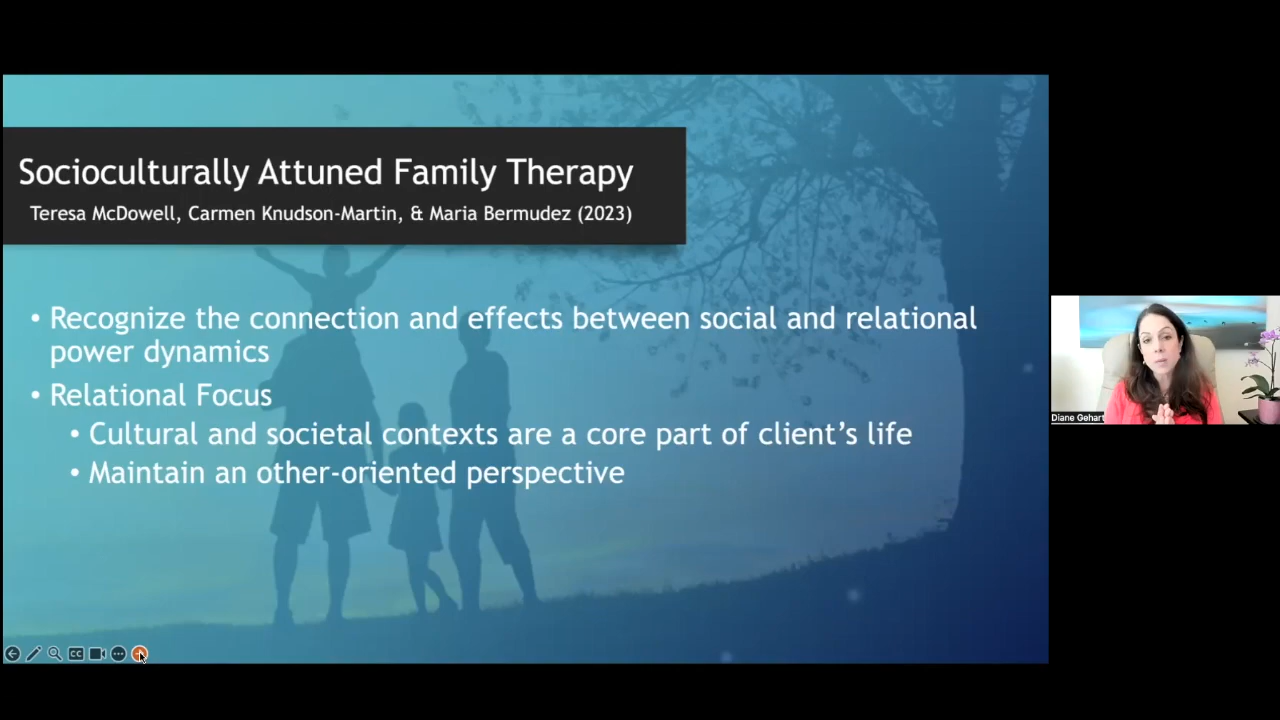 Socioculturally Attuned Family Therapy
Teresa McDowell, Carmen Knudson-Martin, & Maria Bermudez (2023)
• Recognize the connection and effects between social and relational
power dynamics
• Relational Focus
• Cultural and societal contexts are a core part of client’s life
• Maintain an other-oriented perspective
Diane Gehart
CC